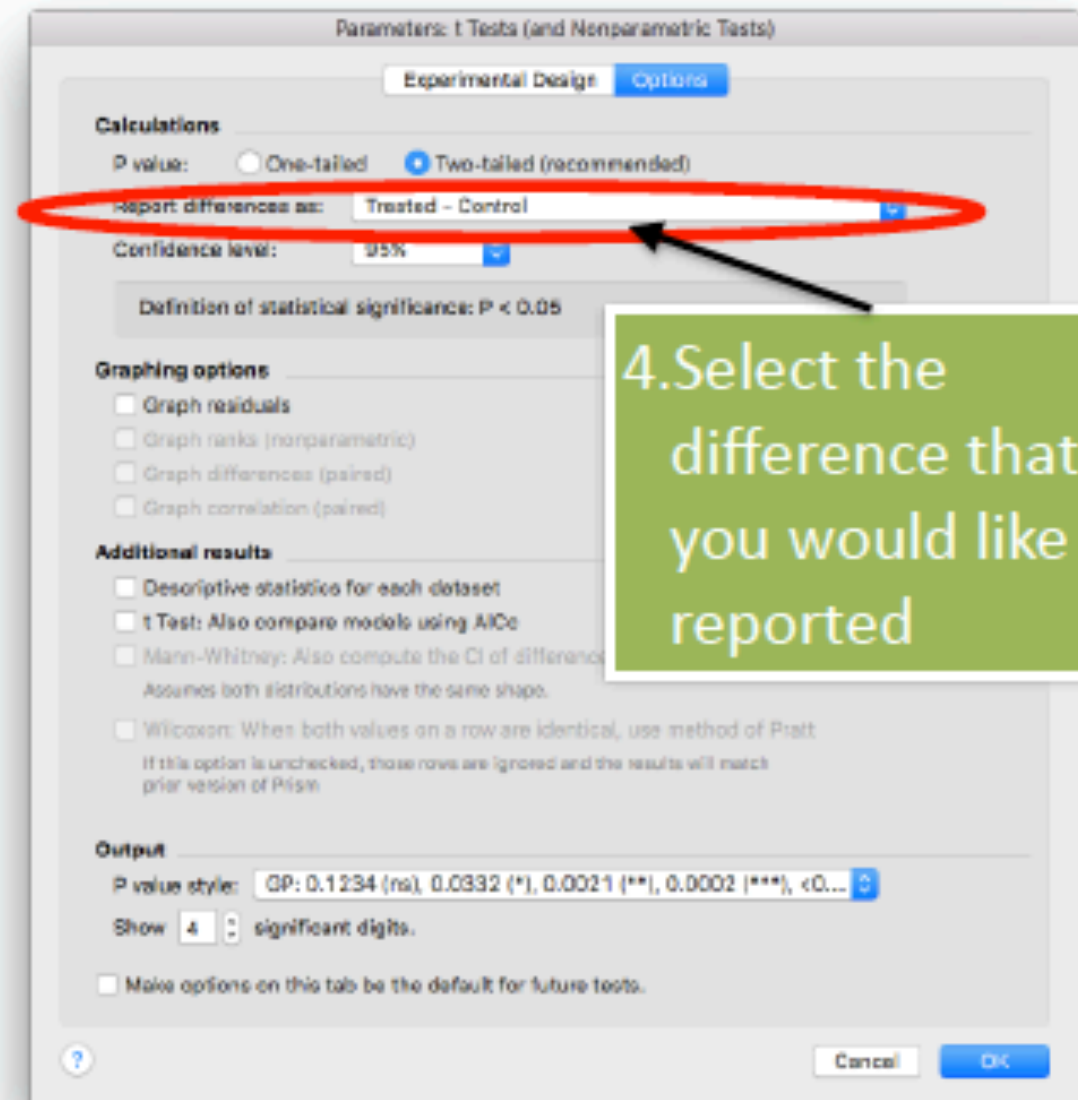 Parameters: t Tests (and Nonparametric Tests)
Experimental Design Options
Calculations
P value: One-tailed Two-tailed (recommended)
Report differences as: Treated - Control
Confidence level: 95%
Definition of statistical significance: P < 0.05
4.Select the
difference that
you would like
reported
Graphing options
Graph residuals
Graph ranks (nonparametric)
Graph differences (paired)
Graph correlation (paired)
Additional results
Descriptive statistics for each dataset
t Test: Also compare models using AICc
Mann-Whitney: Also compute the CI of difference
Assumes both distributions have the same shape.
Wilcoxon: When both values on a row are identical, use method of Pratt
If this option is unchecked, those rows are ignored and the results will match
prior version of Prism
Output
P value style: GP: 0.1234 (ns), 0.0332 (*), 0.0021 (**), 0.0002 (***), <0....
Show 4 significant digits.
Make options on this tab be the default for future tests.
? Cancel OK